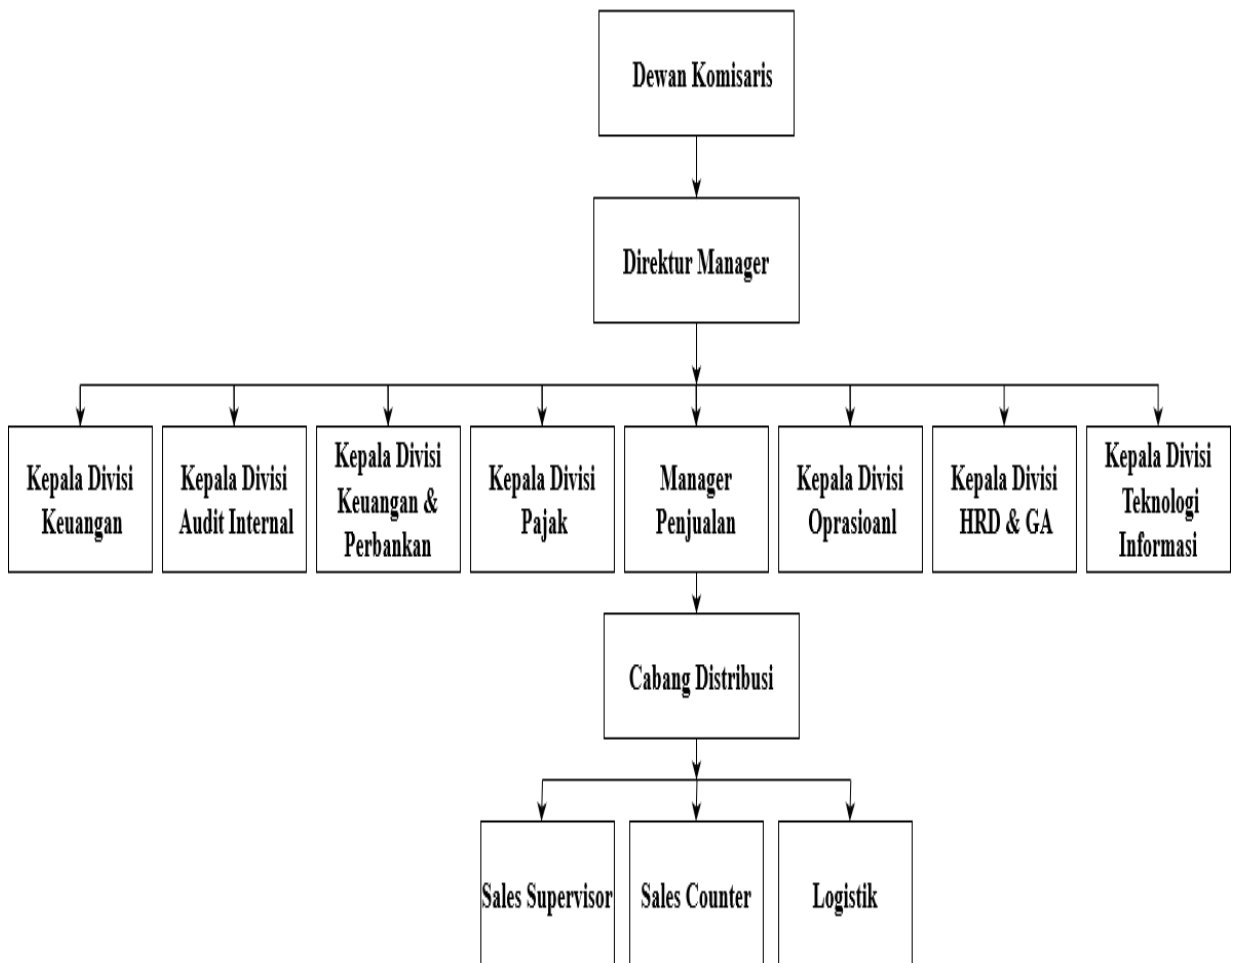 Dewan Komisaris
Direktur Manager
Kepala Divisi
Keuangan
Kepala Divisi
Audit Internal
Kepala Divisi
Keuangan &
Perbankan
Kepala Divisi
Pajak
Manager
Penjualan
Kepala Divisi
Oprasioanl
Kepala Divisi
HRD & GA
Kepala Divisi
Teknologi
Informasi
Cabang Distribusi
Sales Supervisor
Sales Counter
Logistik